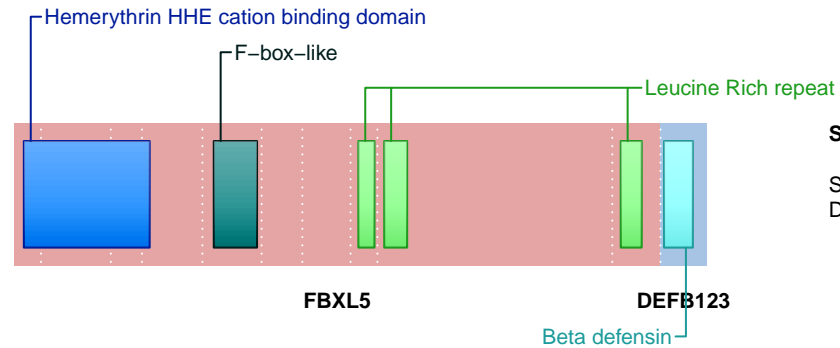 Hemerythrin HHE cation binding domain
F−box−like
Leucine Rich repeat
S
S
D
FBXL5
DEFB123
Beta defensin